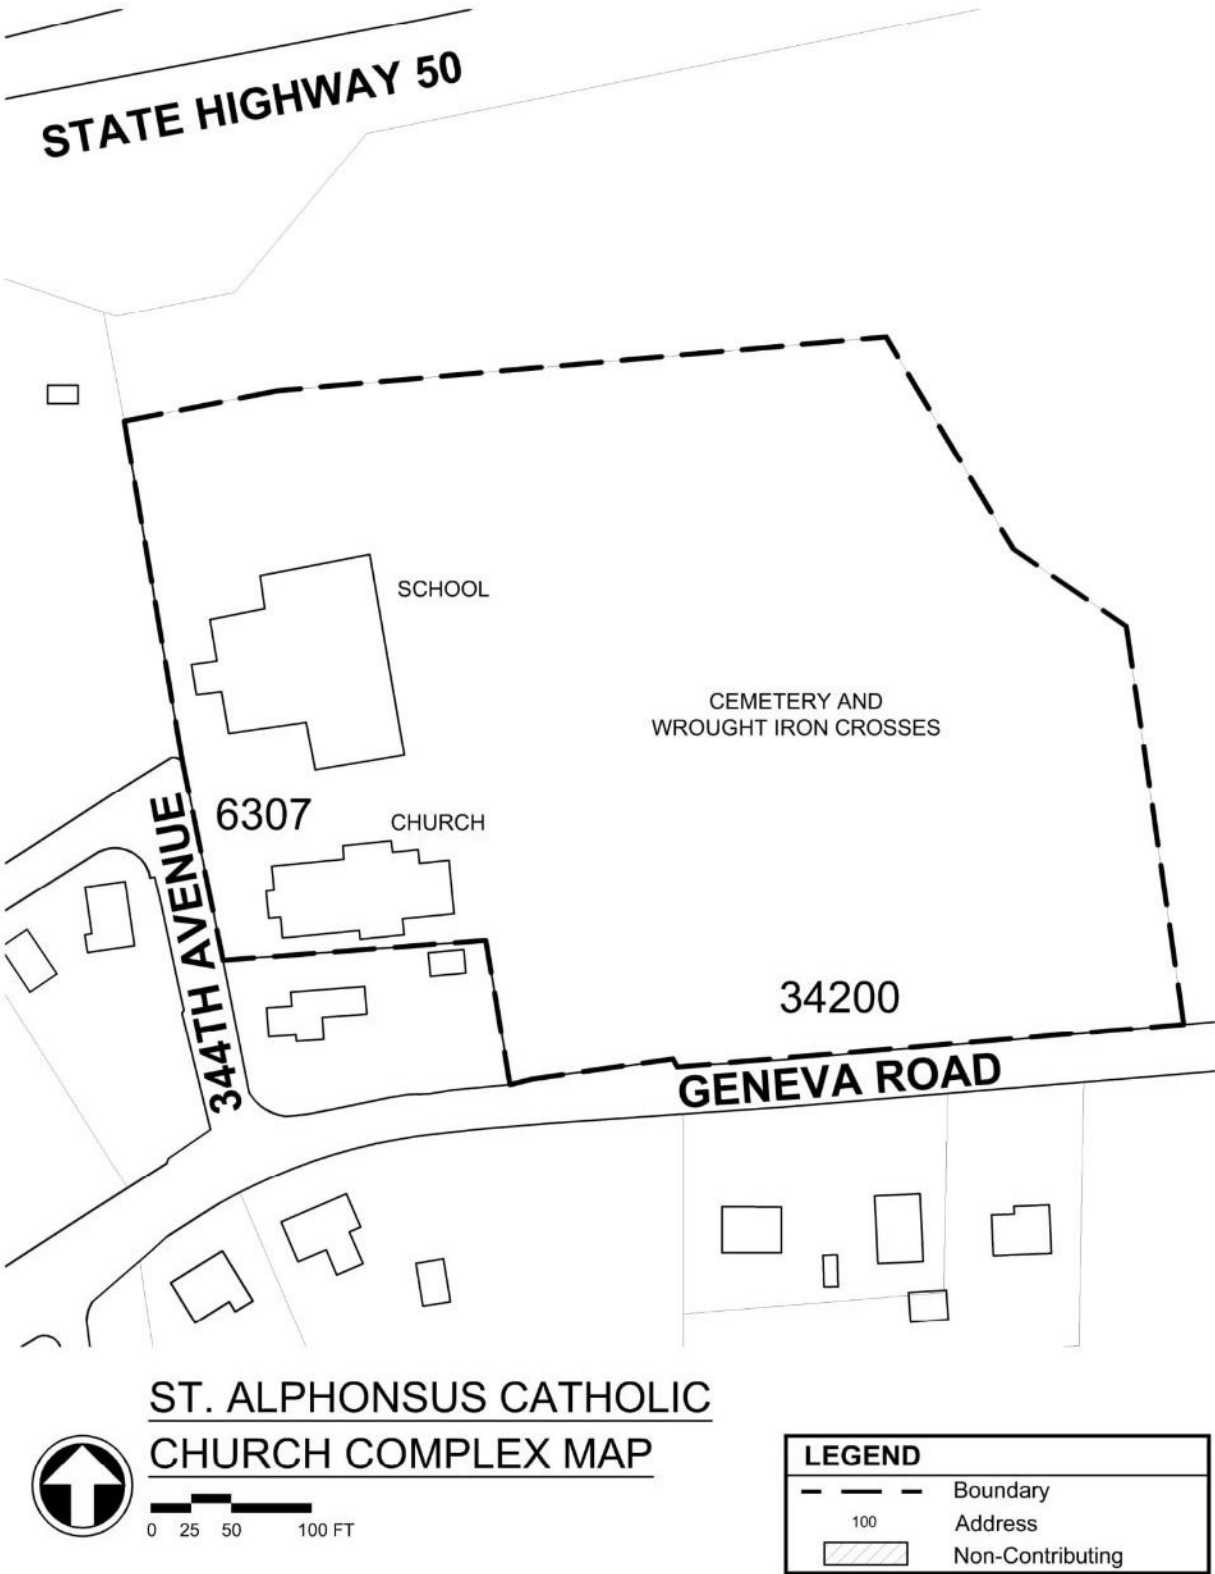 STATE HIGHWAY 50
SCHOOL
CEMETERY AND
WROUGHT IRON CROSSES
6307
CHURCH
344TH AVENUE
34200
GENEVA ROAD
ST. ALPHONSUS CATHOLIC
CHURCH COMPLEX MAP
0 25 50 100 FT
LEGEND
Boundary
100 Address
Non-Contributing